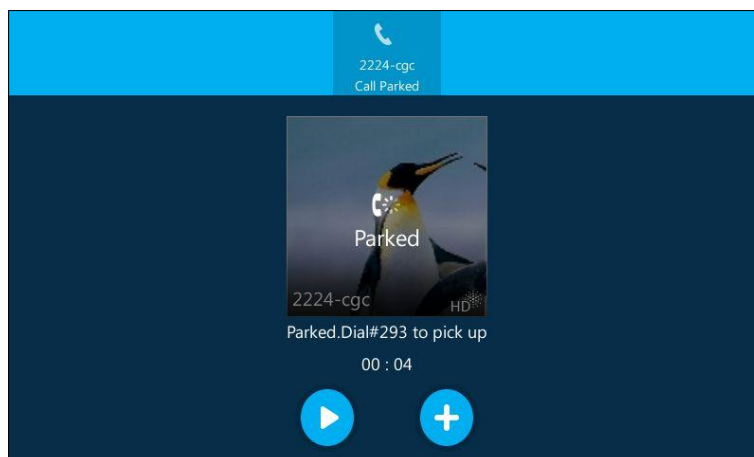 2224-cgc
Call Parked
Parked
2224-cgc
HD
Parked.Dial#293 to pick up
00 : 04